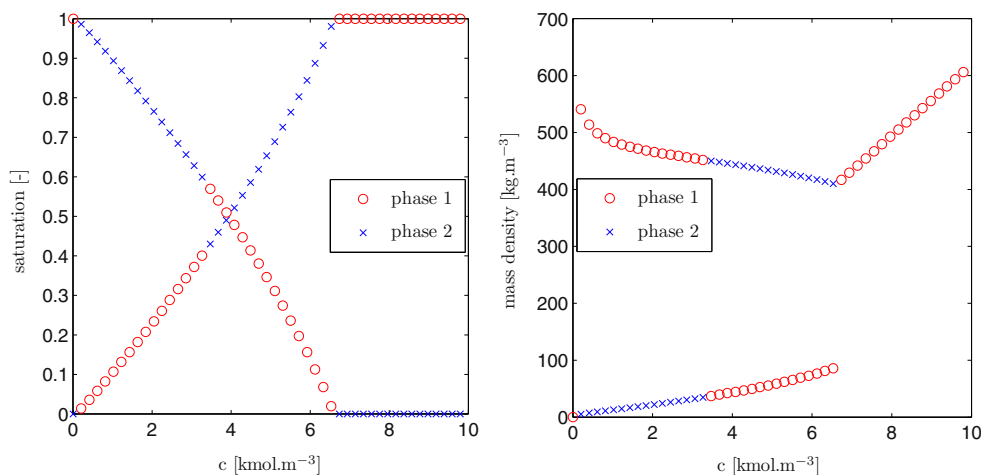 1
0.9
0.8
0.7
0.6
0.5
0.4
0.3
0.2
0.1
0
saturation [-]
phase 1
phase 2
0 2 4 6 8 10
c [kmol.m−3]
700
600
500
400
300
200
100
0
mass density [kg.m−3]
phase 1
phase 2
0 2 4 6 8 10
c [kmol.m−3]